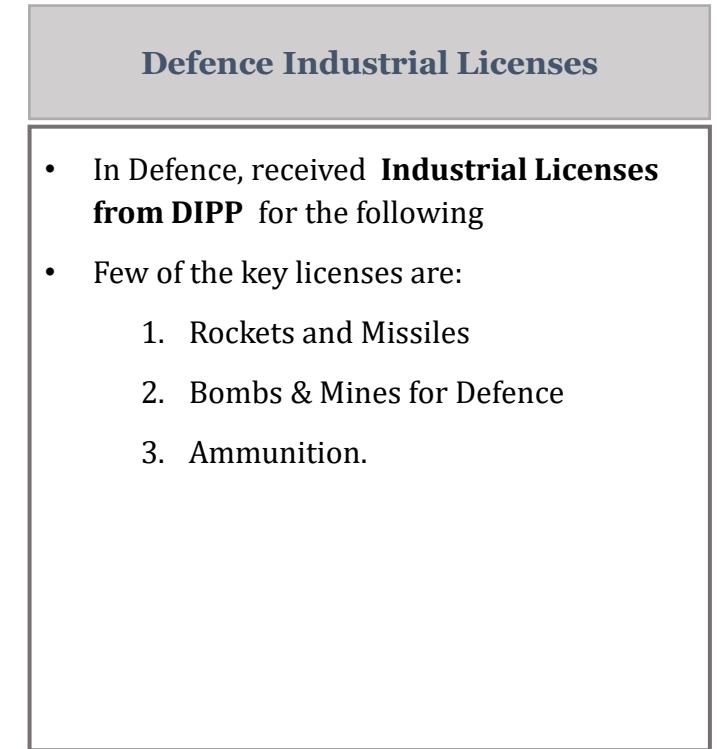 Defence Industrial Licenses
• In Defence, received Industrial Licenses
from DIPP for the following
• Few of the key licenses are:
1. Rockets and Missiles
2. Bombs & Mines for Defence
3. Ammunition.